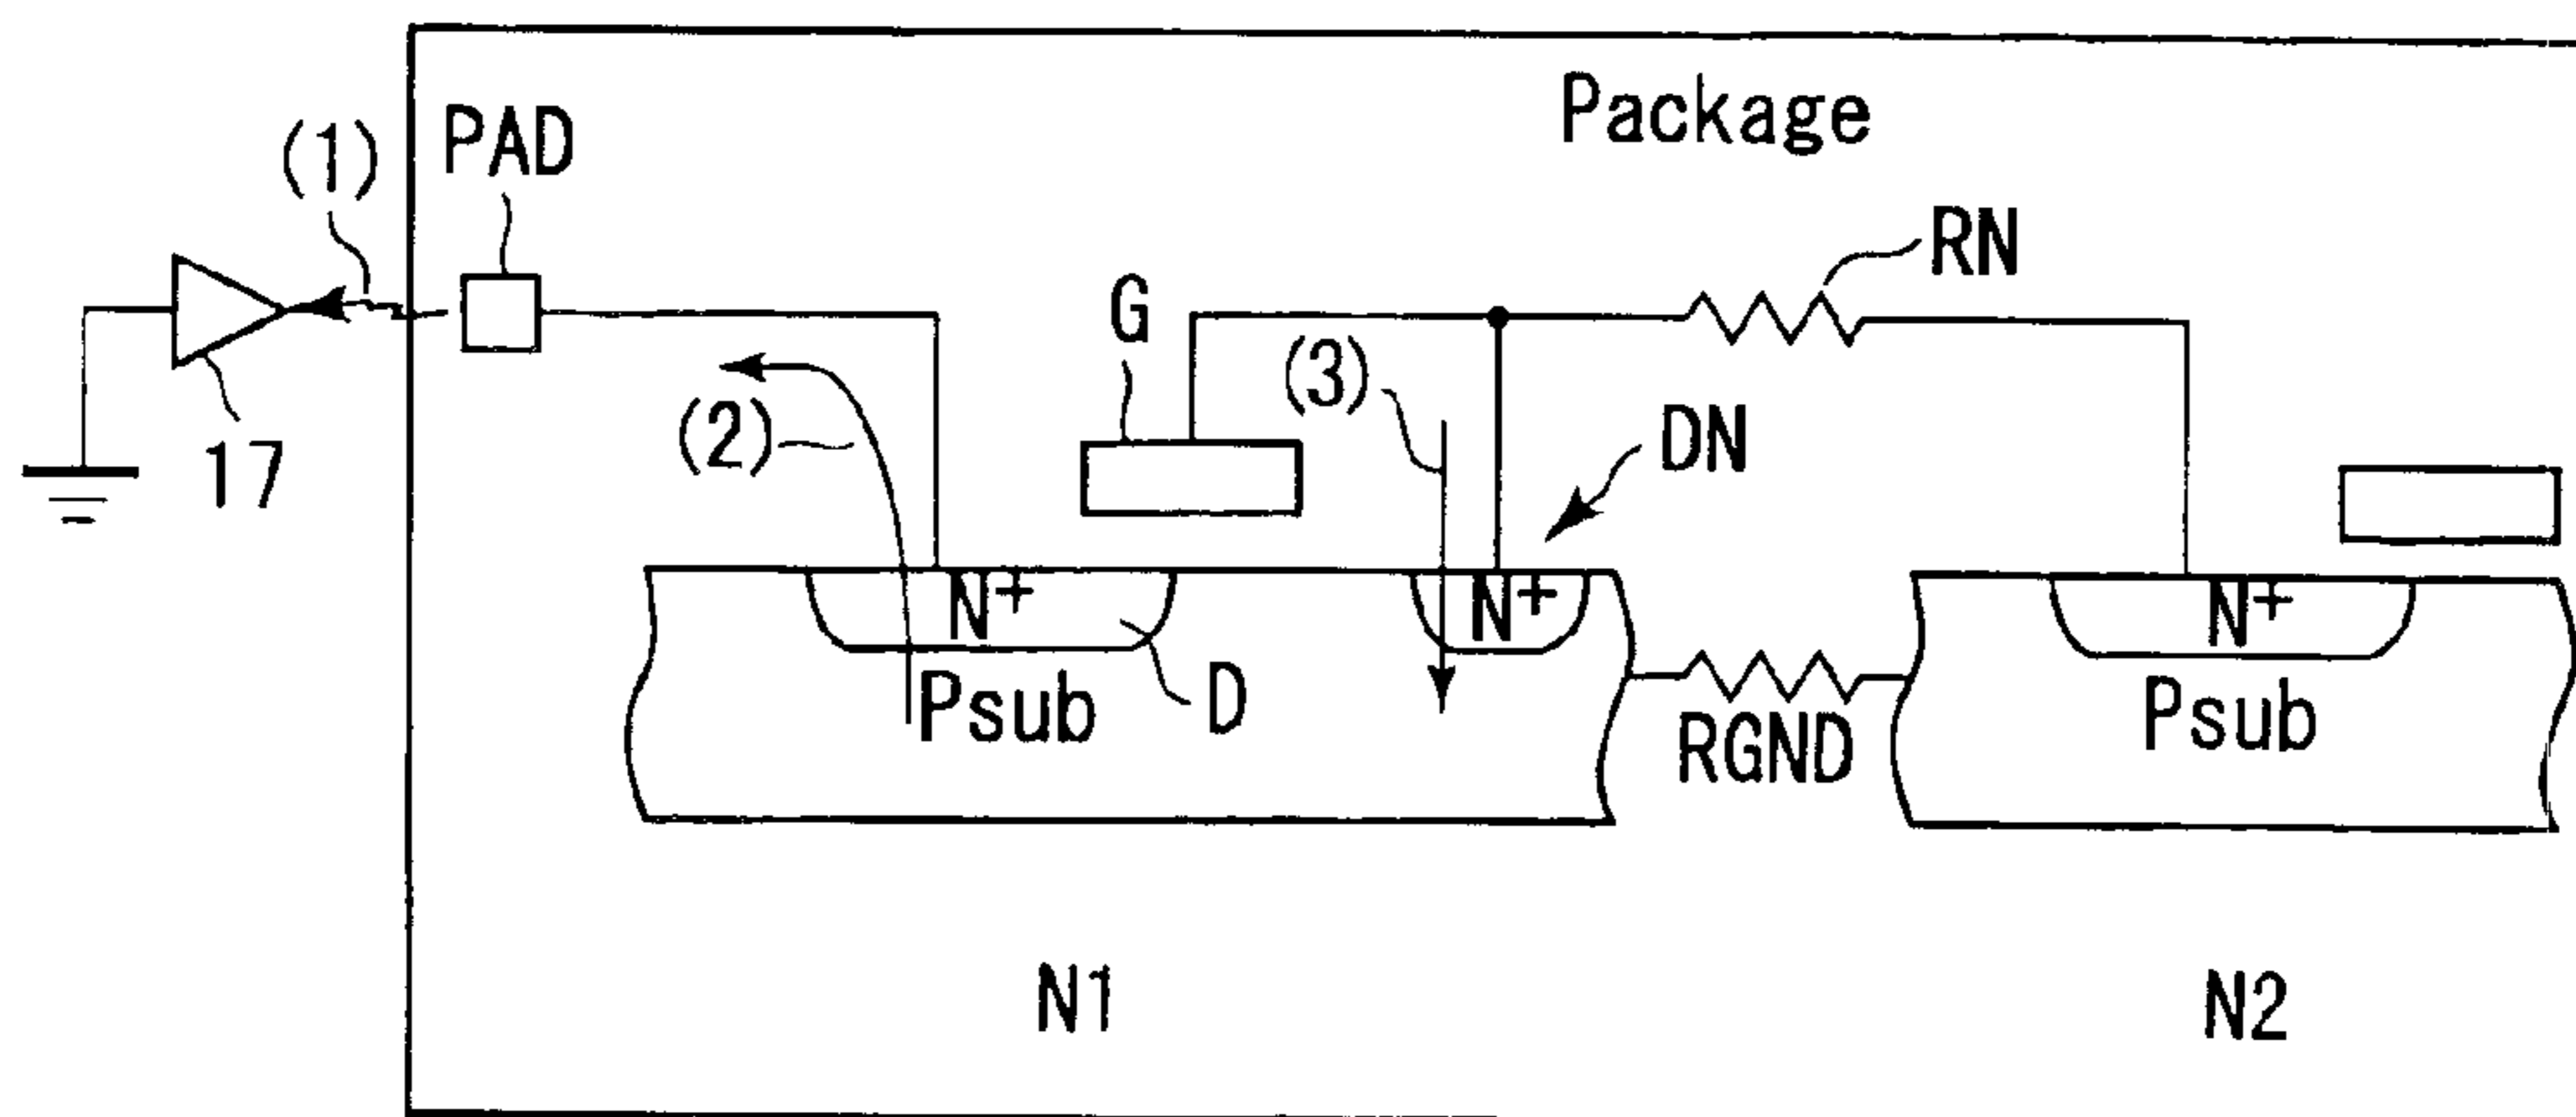 Package
(1)
PAD
RN
G
(3)
(2)
DN
17
N+
N+
N+
Psub
D
RGND
Psub
N1
N2